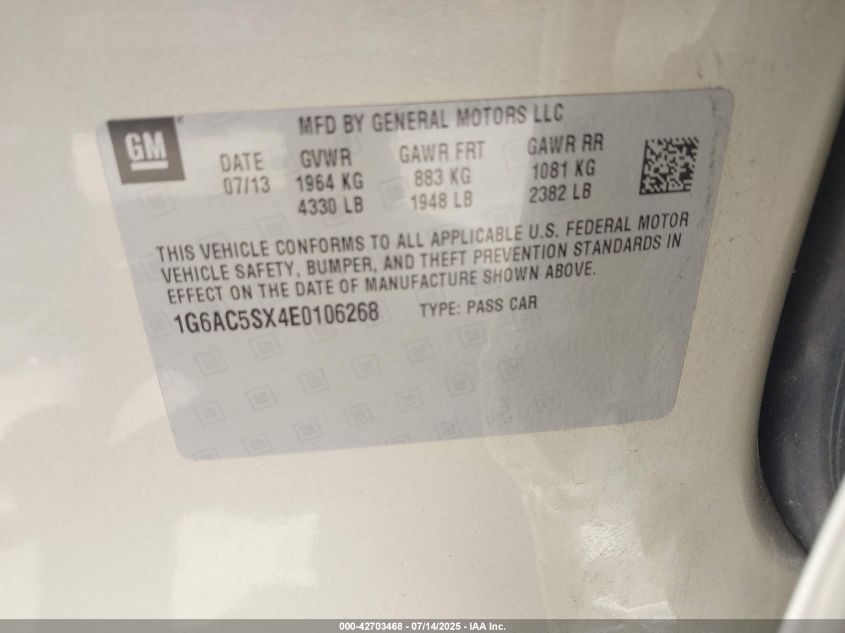 GM
MFD BY GENERAL MOTORS LLC
DATE GVWR GAWR FRT GAWR RR
07/13 1964 KG 883 KG 1081 KG
4330 LB 1948 LB 2382 LB
THIS VEHICLE CONFORMS TO ALL APPLICABLE U.S. FEDERAL MOTOR
VEHICLE SAFETY, BUMPER, AND THEFT PREVENTION STANDARDS IN
EFFECT ON THE DATE OF MANUFACTURE SHOWN ABOVE.
1G6AC5SX4E0106268 TYPE: PASS CAR
000-42703468 - 07/14/2025 - IAA Inc.